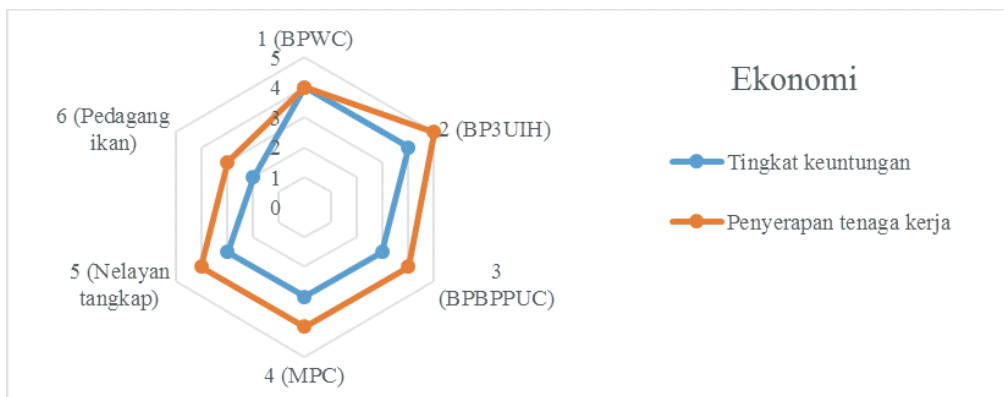 1 (BPWC)
5
4
3
2
1
0
2 (BP3UIH)
3
(BPBPPUC)
4 (MPC)
5 (Nelayan
tangkap)
6 (Pedagang
ikan)
Ekonomi
Tingkat keuntungan
Penyerapan tenaga kerja